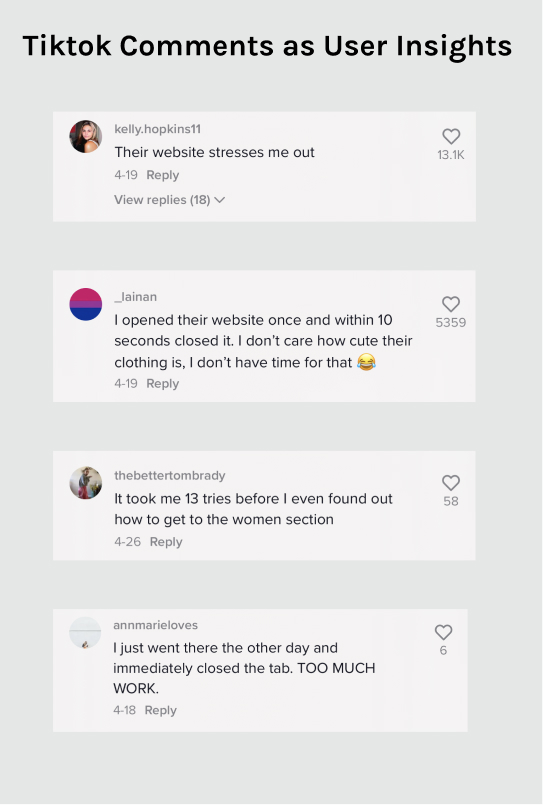 Tiktok Comments as User Insights
kelly.hopkins11
Their website stresses me out
13.1K
4-19 Reply
View replies (18)
_lainan
I opened their website once and within 10
5359
seconds closed it. I don't care how cute their
clothing is, I don't have time for that 😂
4-19 Reply
thebettertombrady
It took me 13 tries before I even found out
58
how to get to the women section
4-26 Reply
annmarieloves
I just went there the other day and
6
immediately closed the tab. TOO MUCH
WORK.
4-18 Reply